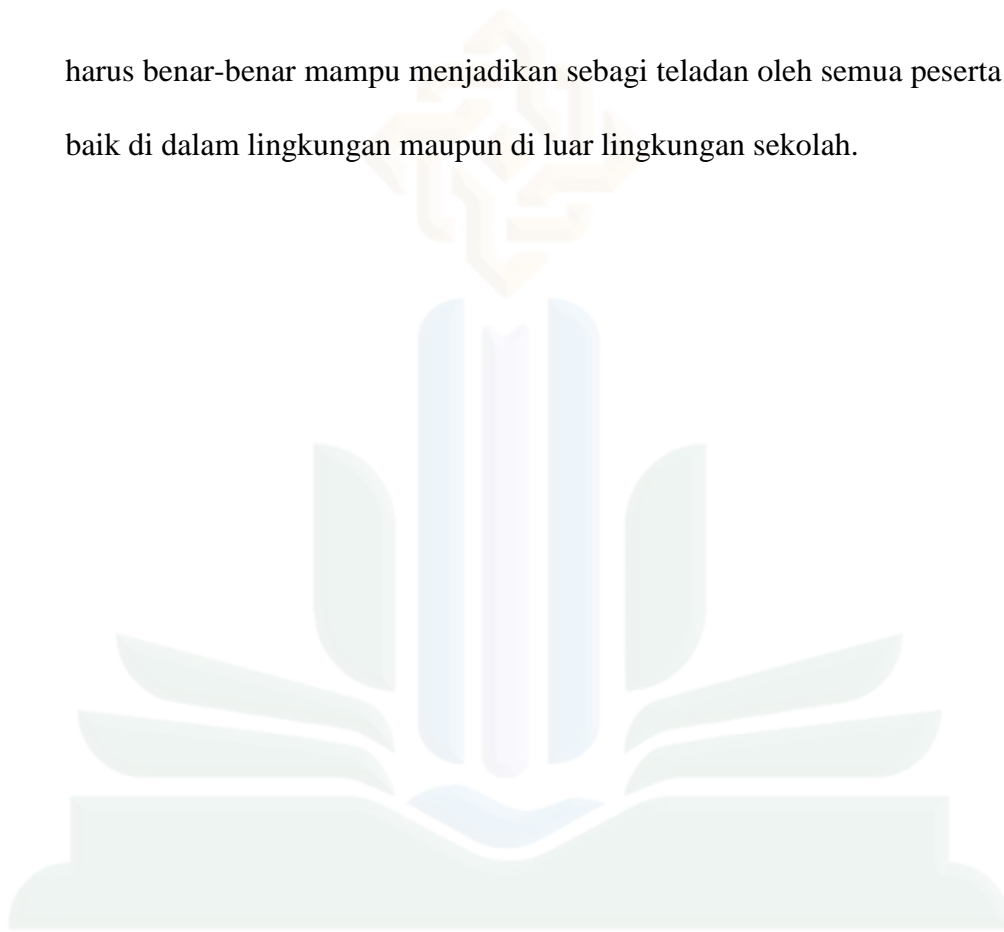 harus benar-benar mampu menjadikan sebagi teladan oleh semua peserta
baik di dalam lingkungan maupun di luar lingkungan sekolah.